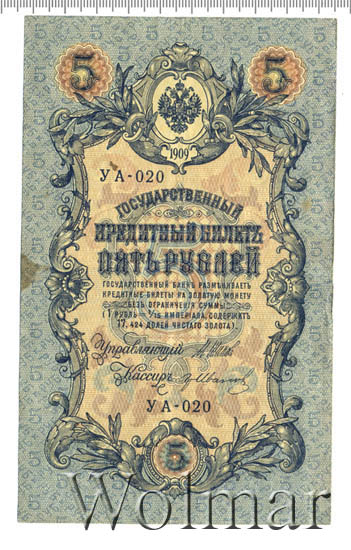 5 5
1909
УА-020
ГОСУДАРСТВЕННЫЙ
КРЕДИТНЫЙ БИЛЕТЪ
ПЯТЬ РУБЛЕЙ
ГОСУДАРСТВЕННЫЙ БАНКЪ РАЗМѢНИВАЕТЪ
КРЕДИТНЫЕ БИЛЕТЫ НА ЗОЛОТУЮ МОНЕТУ
БЕЗЪ ОГРАНИЧЕНІЯ СУММЫ
(1 РУБЛЬ = 1/15 ИМПЕРІАЛА, СОДЕРЖИТЪ
17,424 ДОЛЕЙ ЧИСТАГО ЗОЛОТА).
Управляющій
Кассиръ
УА-020
5
Wolmar